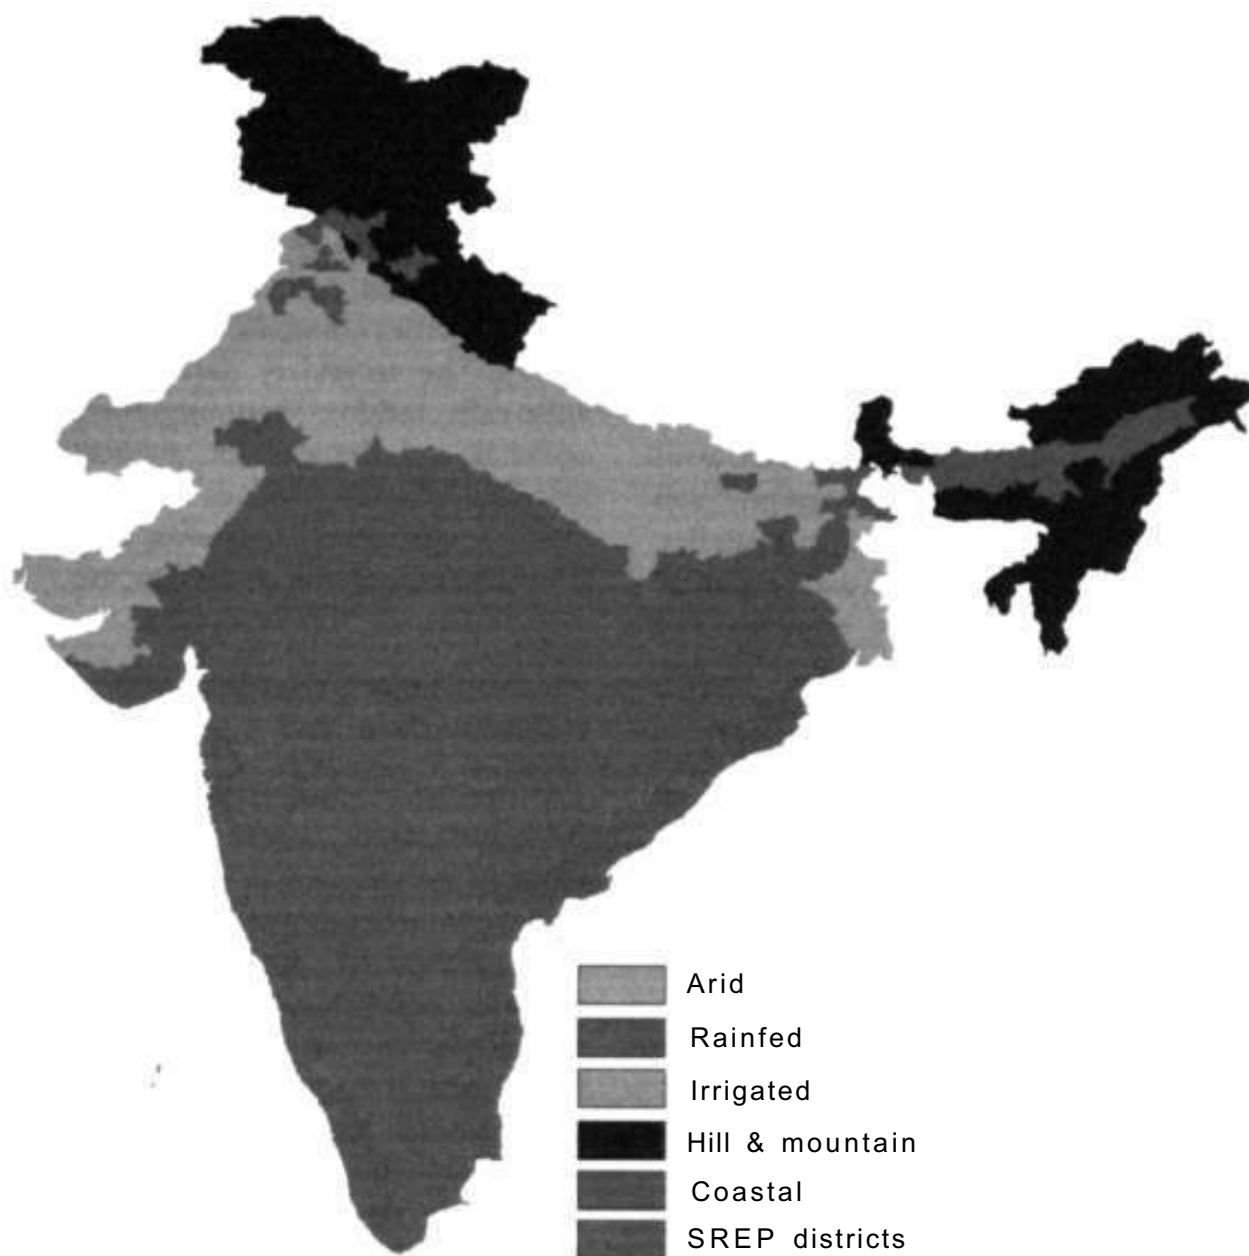 Arid
Rainfed
Irrigated
Hill & mountain
Coastal
SREP districts